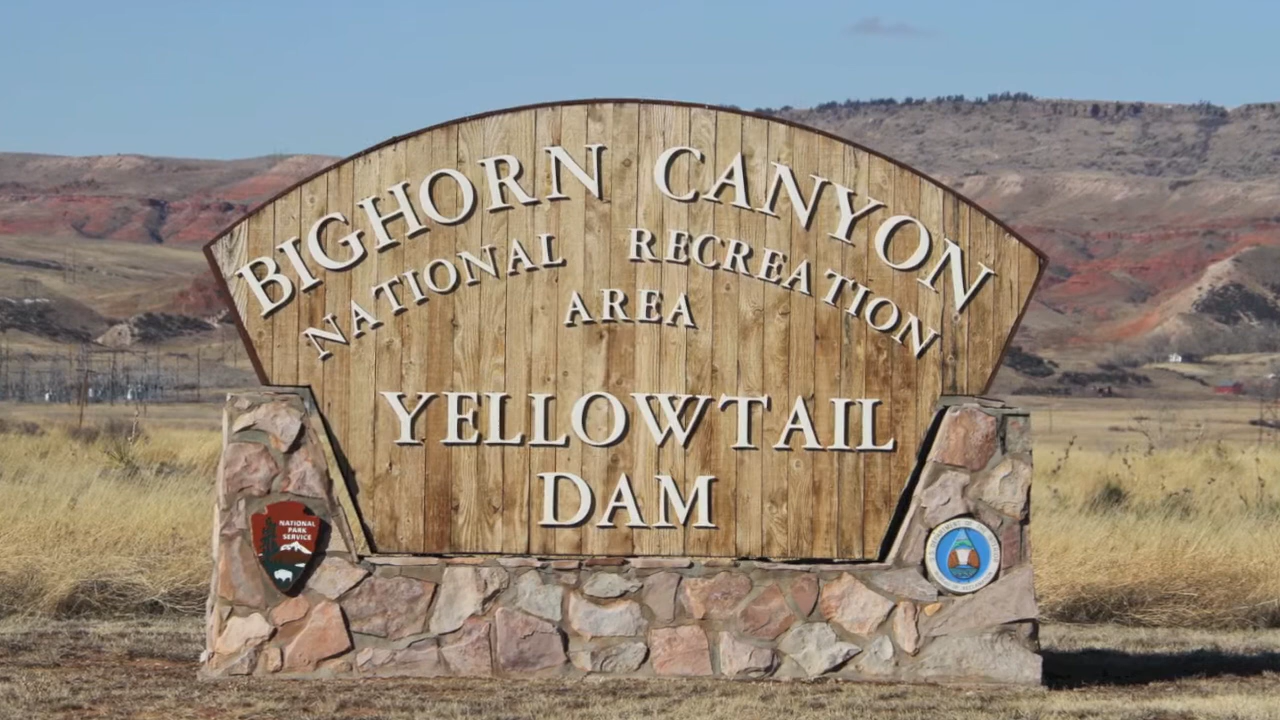 BIGHORN CANYON
NATIONAL RECREATION
AREA
YELLOWTAIL
DAM
NATIONAL
PARK
SERVICE